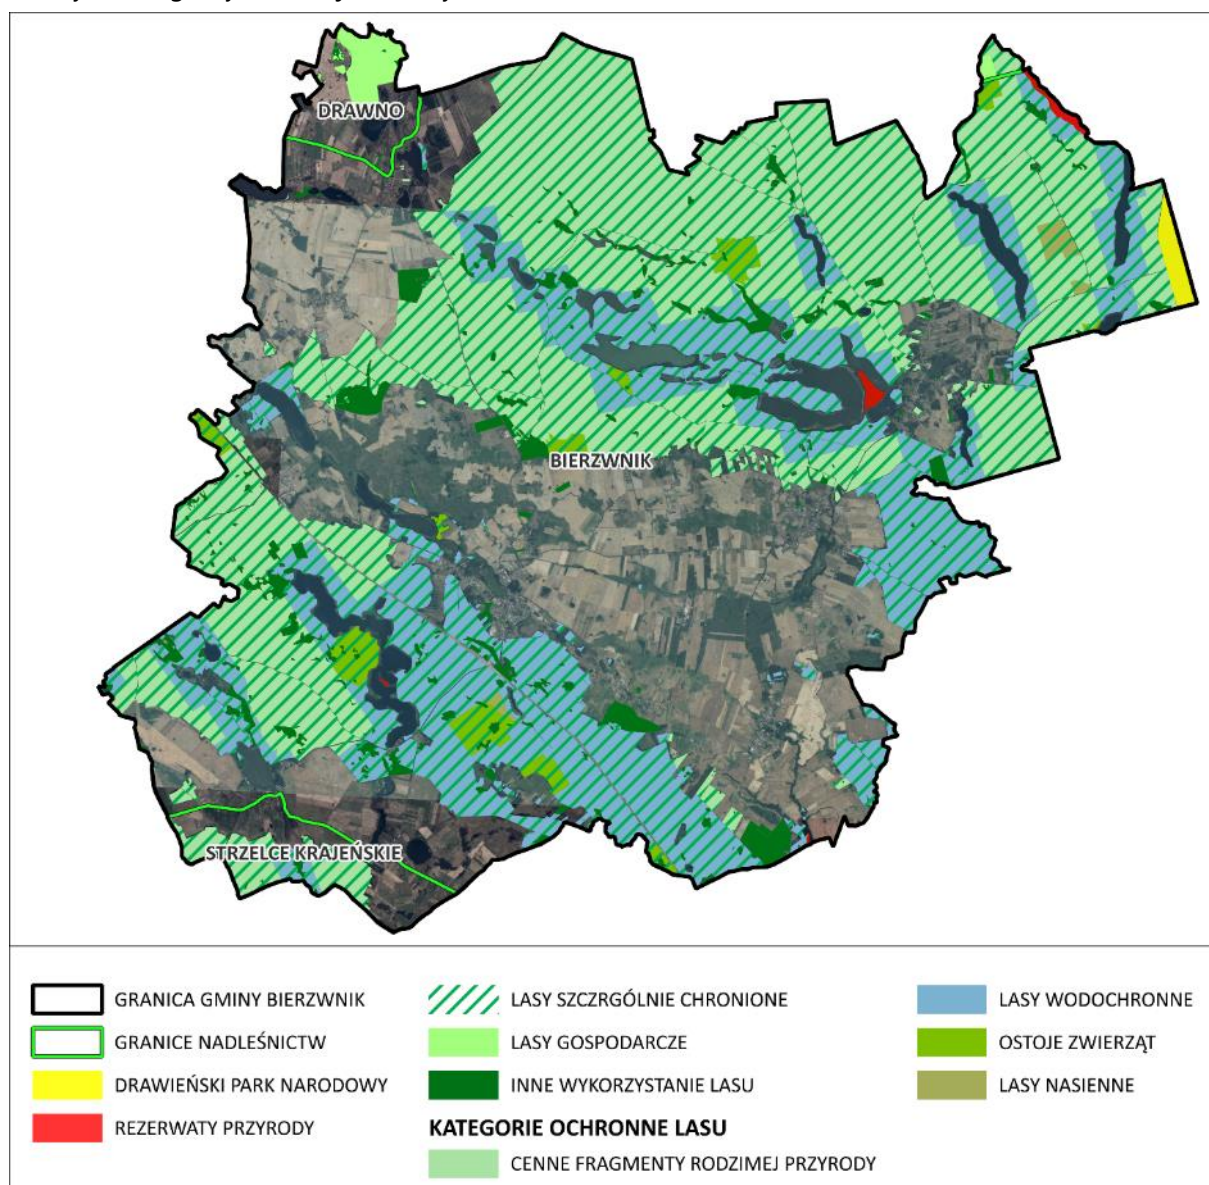 DRAWNO
BIERZWNIK
STRZELCE KRAJEŃSKIE
GRANICA GMINY BIERZWNIK
GRANICE NADLEŚNICTW
DRAWIEŃSKI PARK NARODOWY
REZERWATY PRZYRODY
LASY SZCZRGÓLNIE CHRONIONE
LASY GOSPODARCZE
INNE WYKORZYSTANIE LASU
KATEGORIE OCHRONNE LASU
CENNE FRAGMENTY RODZIMEJ PRZYRODY
LASY WODOCHRONNE
OSTOJE ZWIERZĄT
LASY NASIENNE